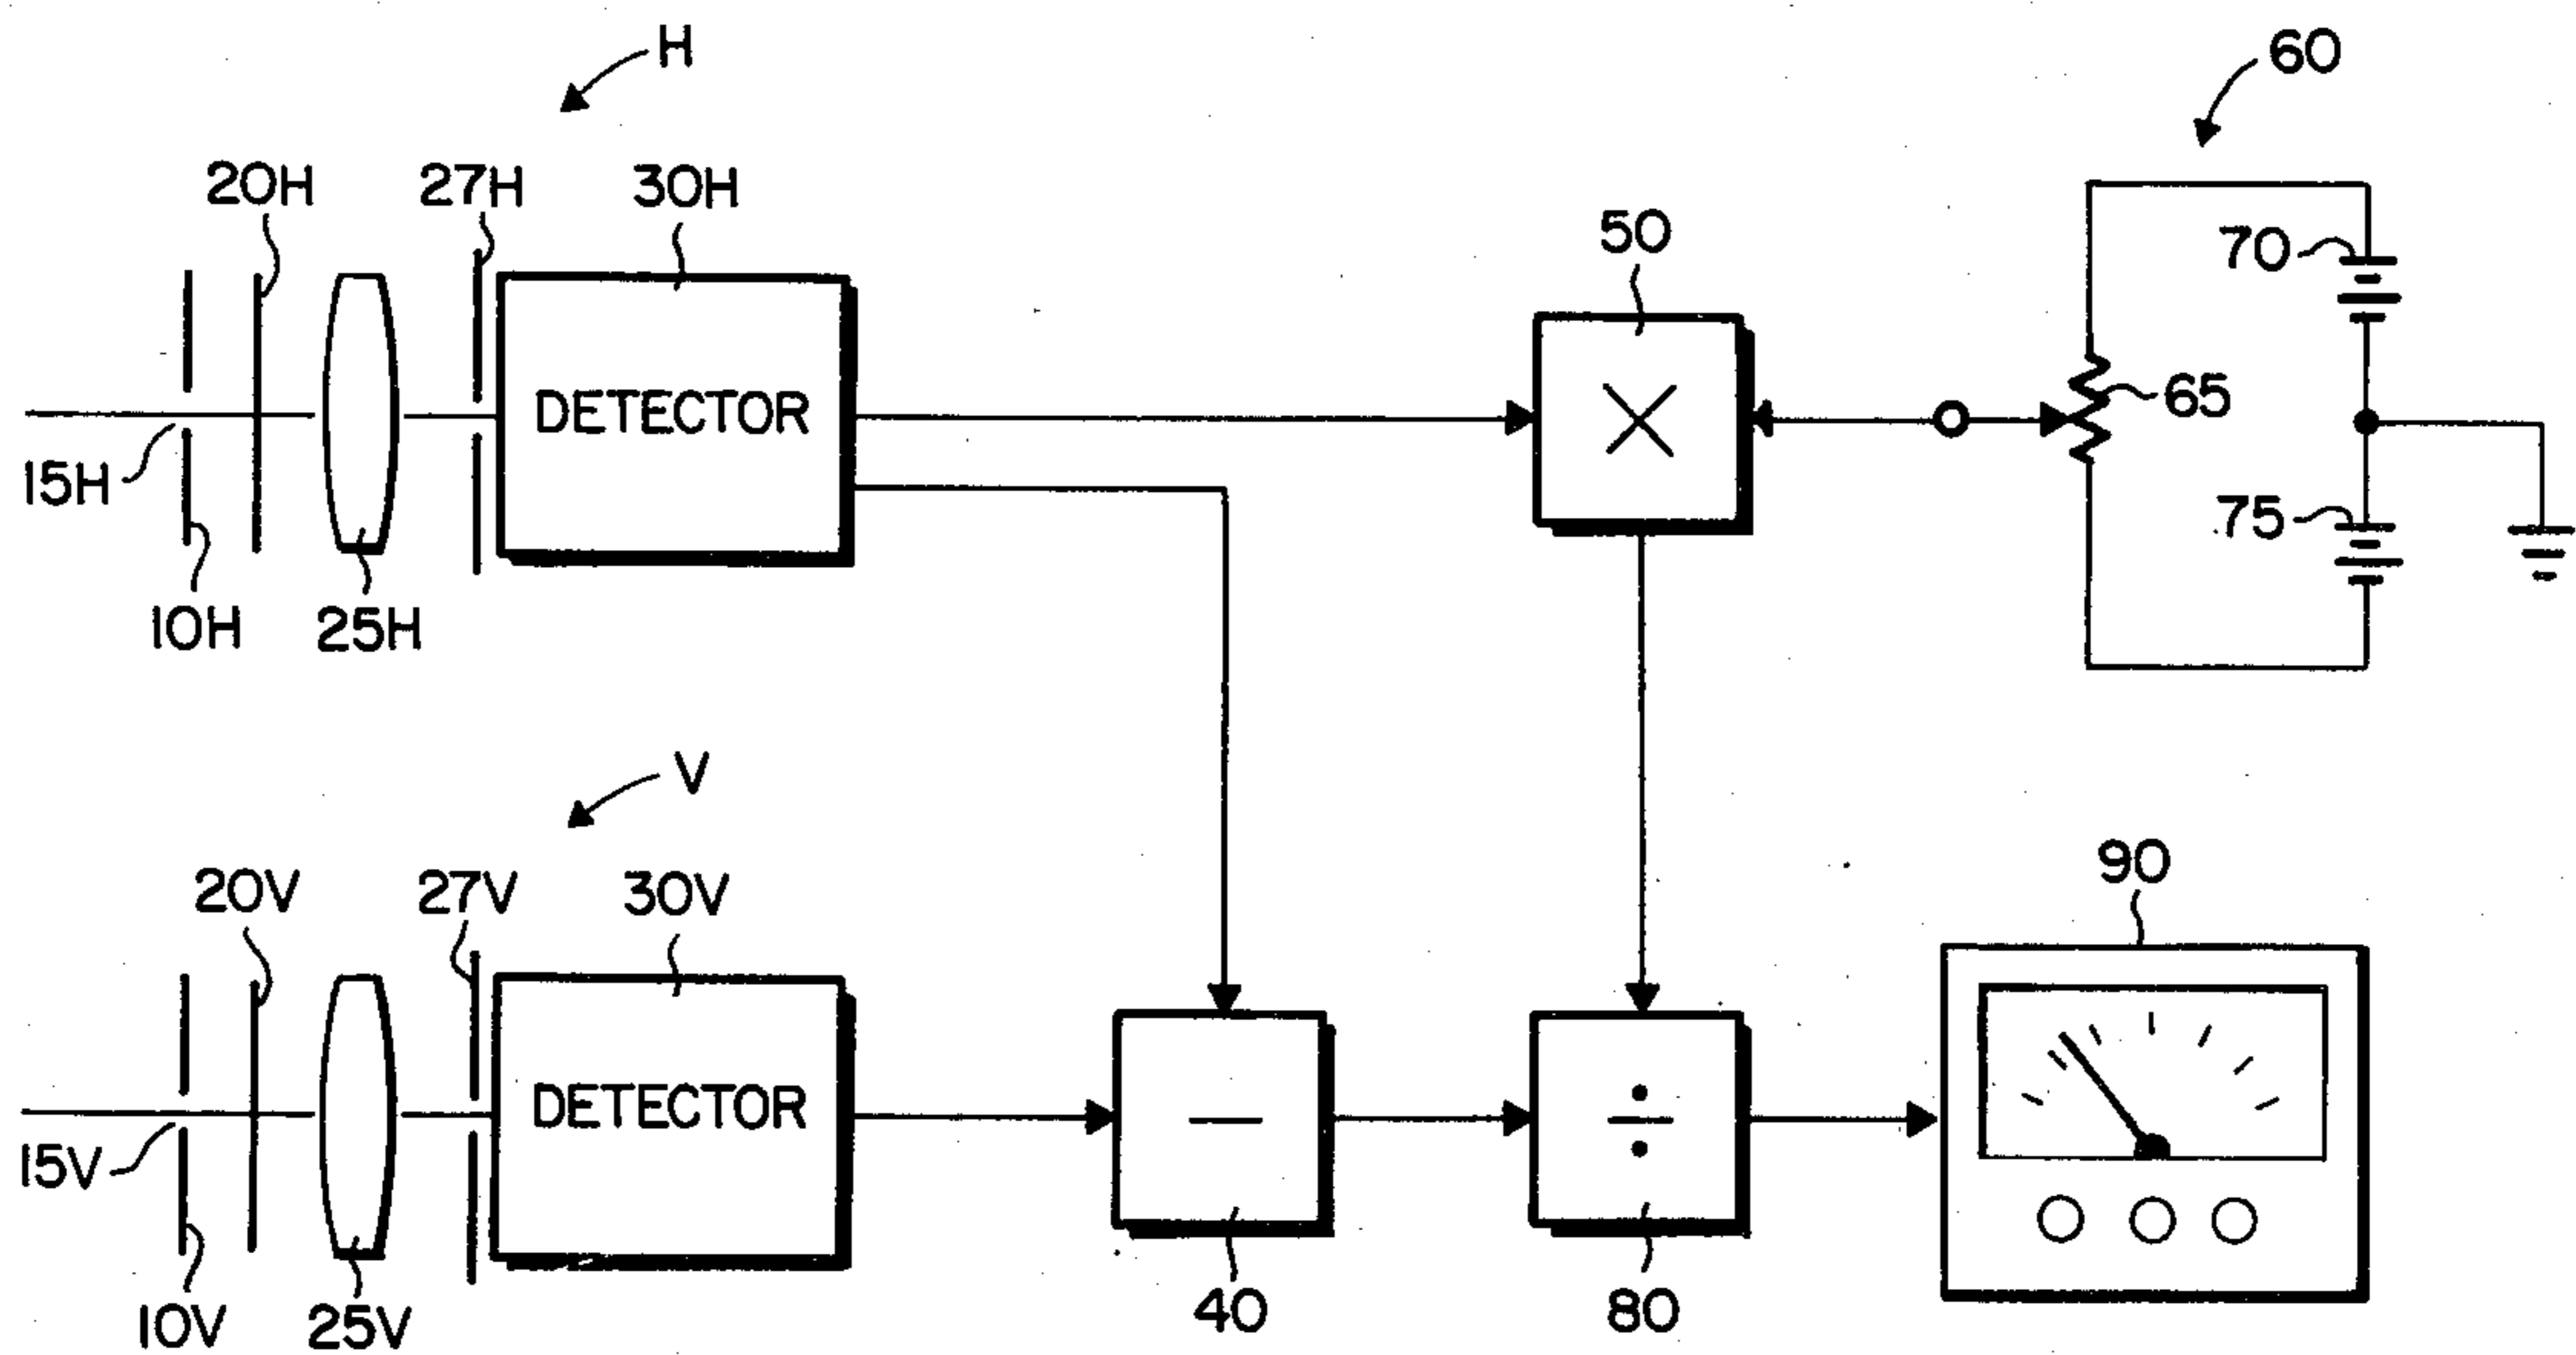 H
60
20H
27H
30H
50
70
DETECTOR
×
65
15H
75
10H
25H
V
90
20V
27V
30V
DETECTOR
—
÷
15V
10V
25V
40
80